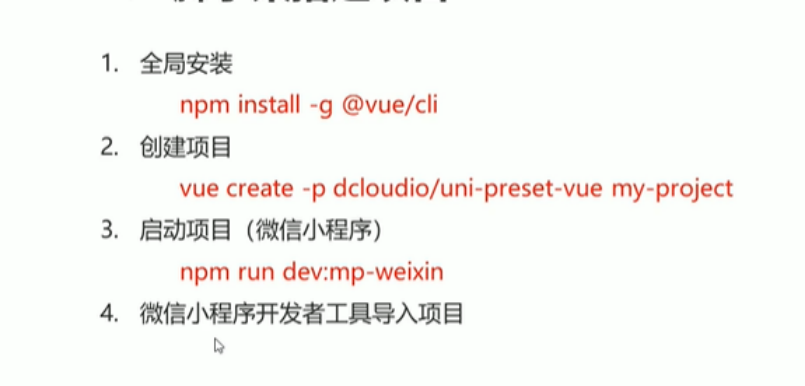 1. 全局安装
npm install -g @vue/cli
2. 创建项目
vue create -p dcloudio/uni-preset-vue my-project
3. 启动项目（微信小程序）
npm run dev:mp-weixin
4. 微信小程序开发者工具导入项目